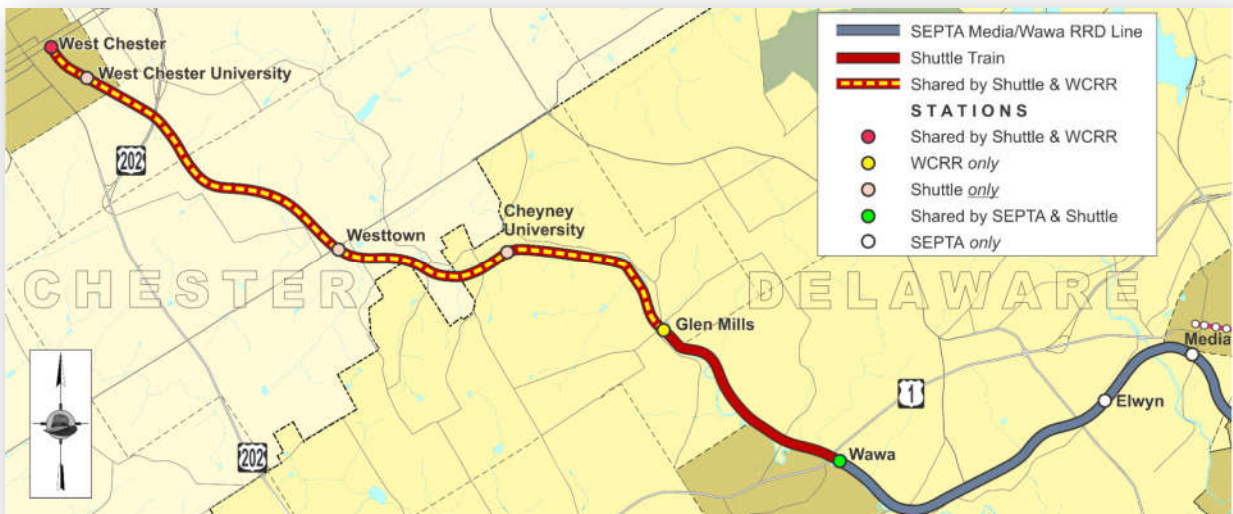 West Chester
West Chester University
202
Westtown
Cheyney
University
CHESTER
DELAWARE
Glen Mills
Media
1
Elwyn
202
Wawa
SEPTA Media/Wawa RRD Line
Shuttle Train
Shared by Shuttle & WCRR
STATIONS
Shared by Shuttle & WCRR
WCRR only
Shuttle only
Shared by SEPTA & Shuttle
SEPTA only